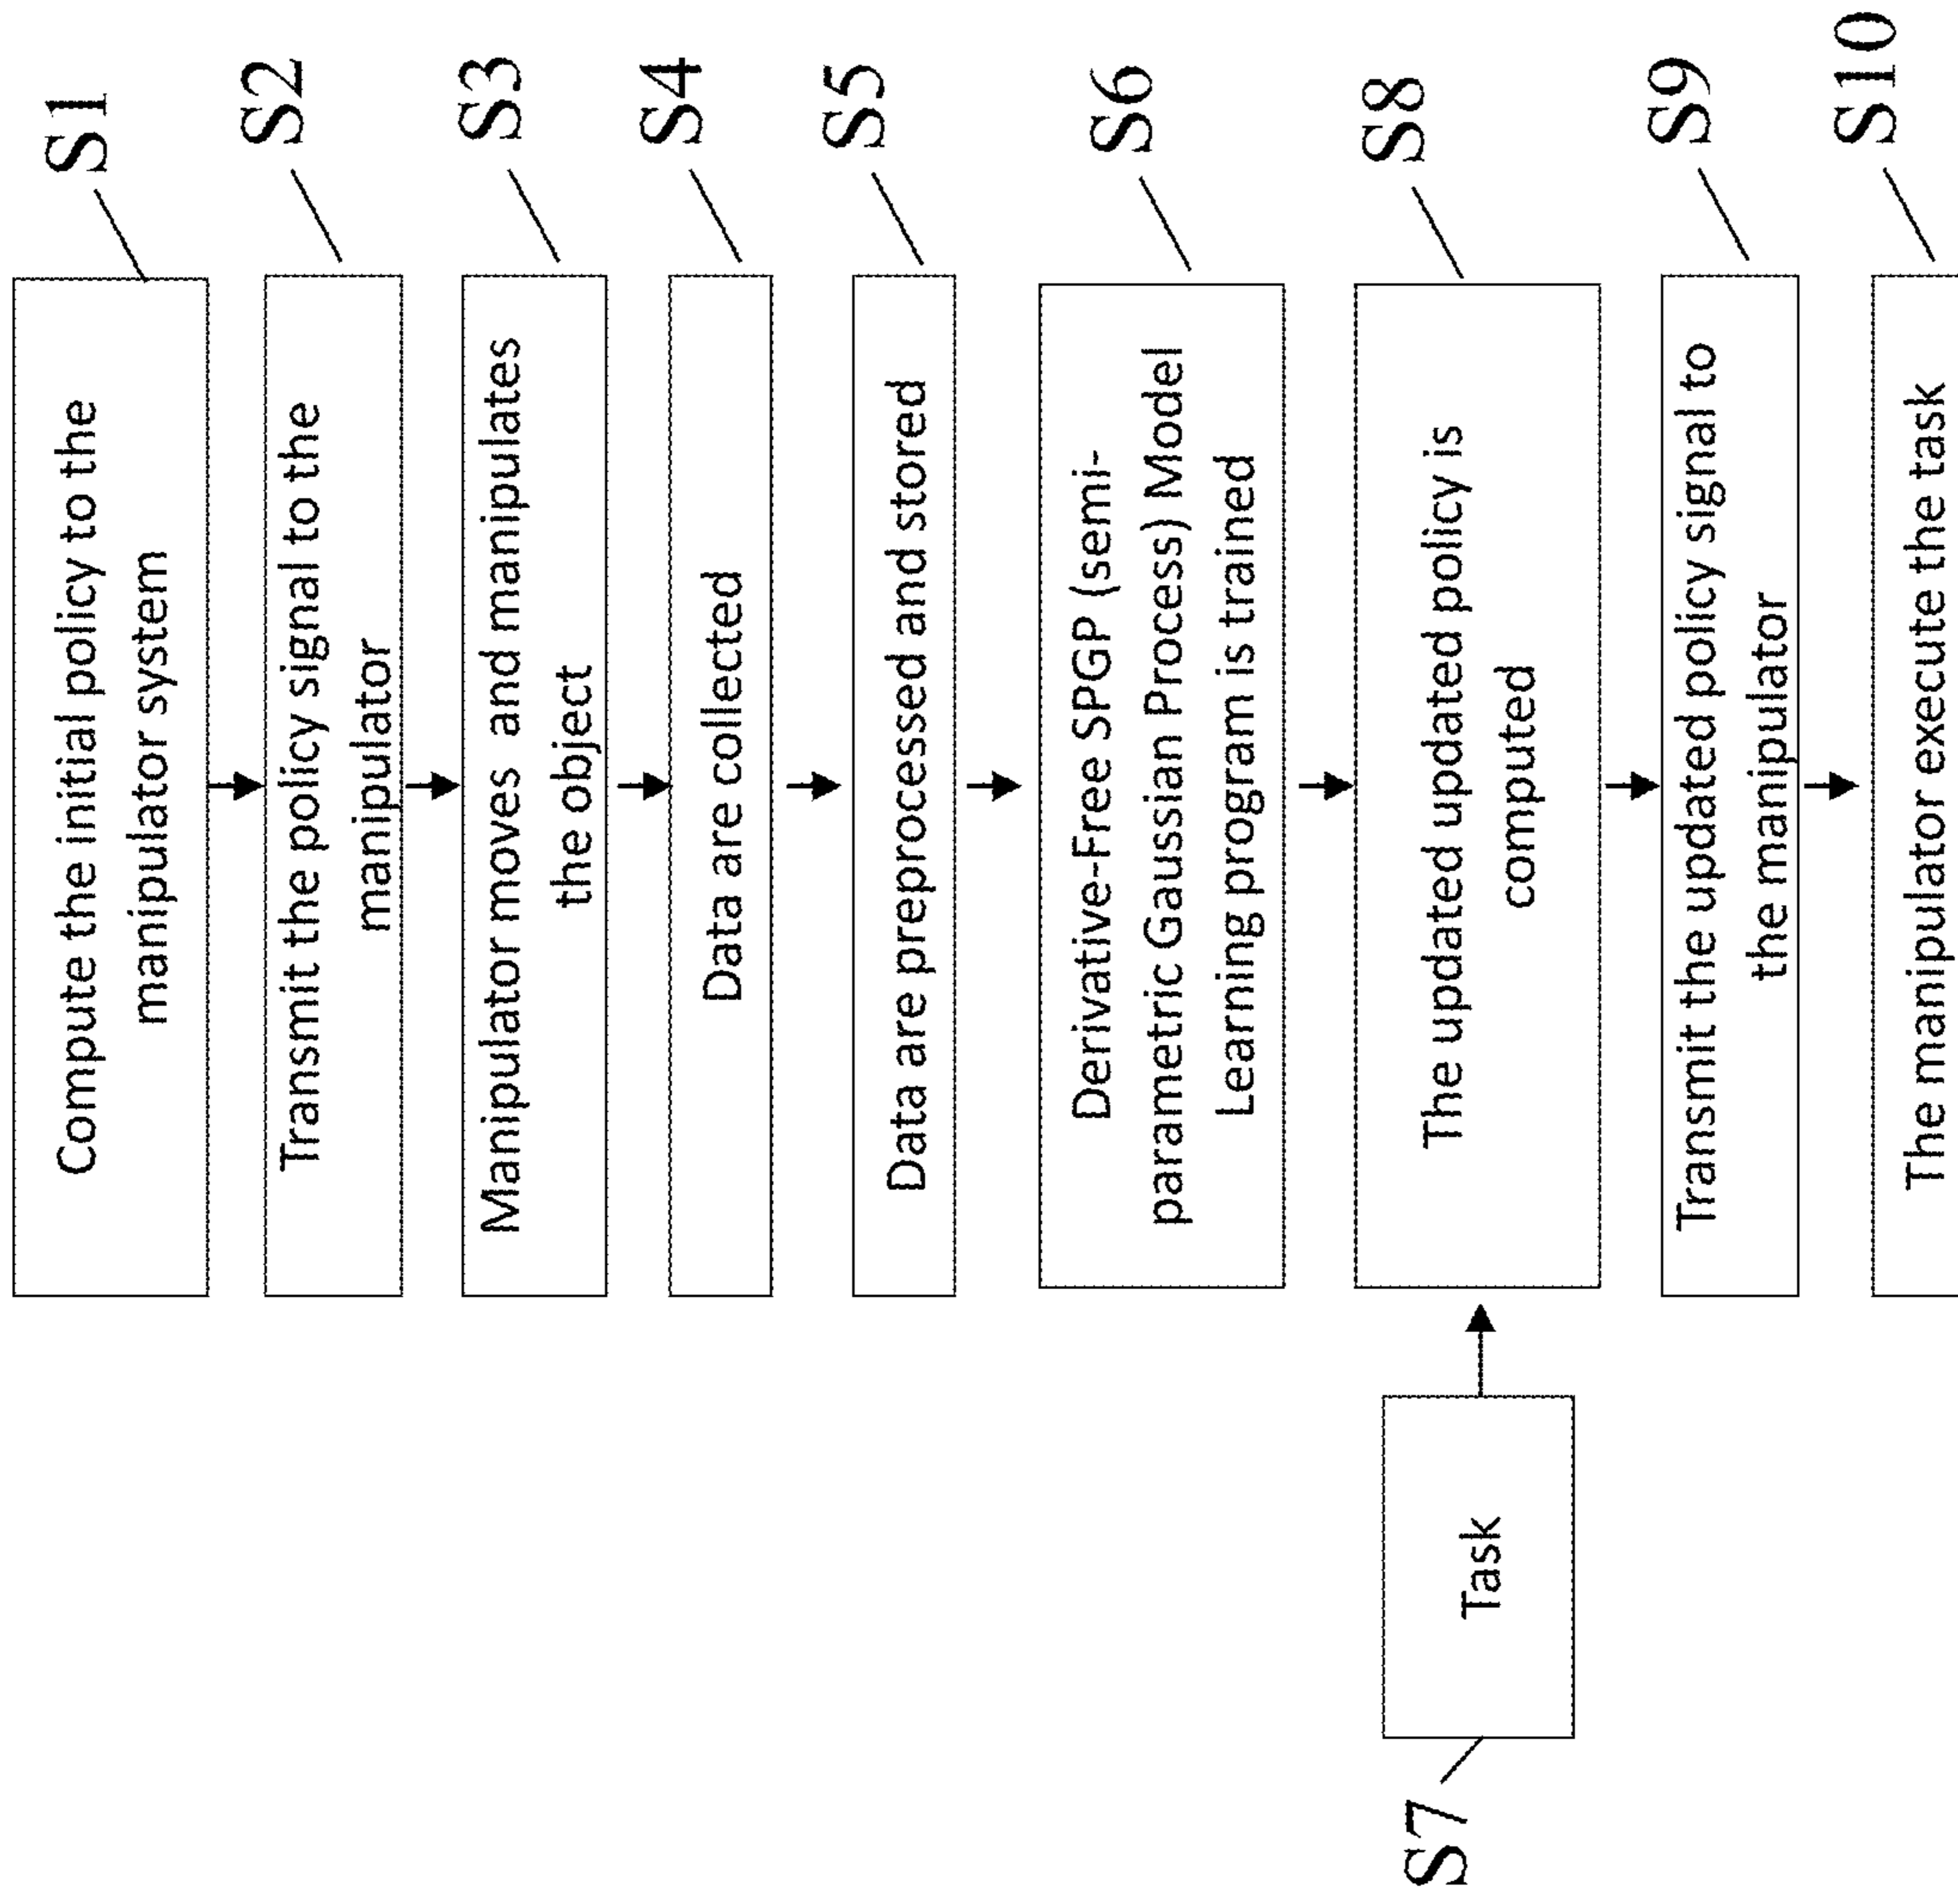 S1
Compute the initial policy to the
manipulator system
S2
Transmit the policy signal to the
manipulator
S3
Manipulator moves and manipulates
the object
S4
Data are collected
S5
Data are preprocessed and stored
S6
Derivative-Free SPGP (semi-
parametric Gaussian Process) Model
Learning program is trained
S7
Task
S8
The updated updated policy is
computed
S9
Transmit the updated policy signal to
the manipulator
S10
The manipulator execute the task